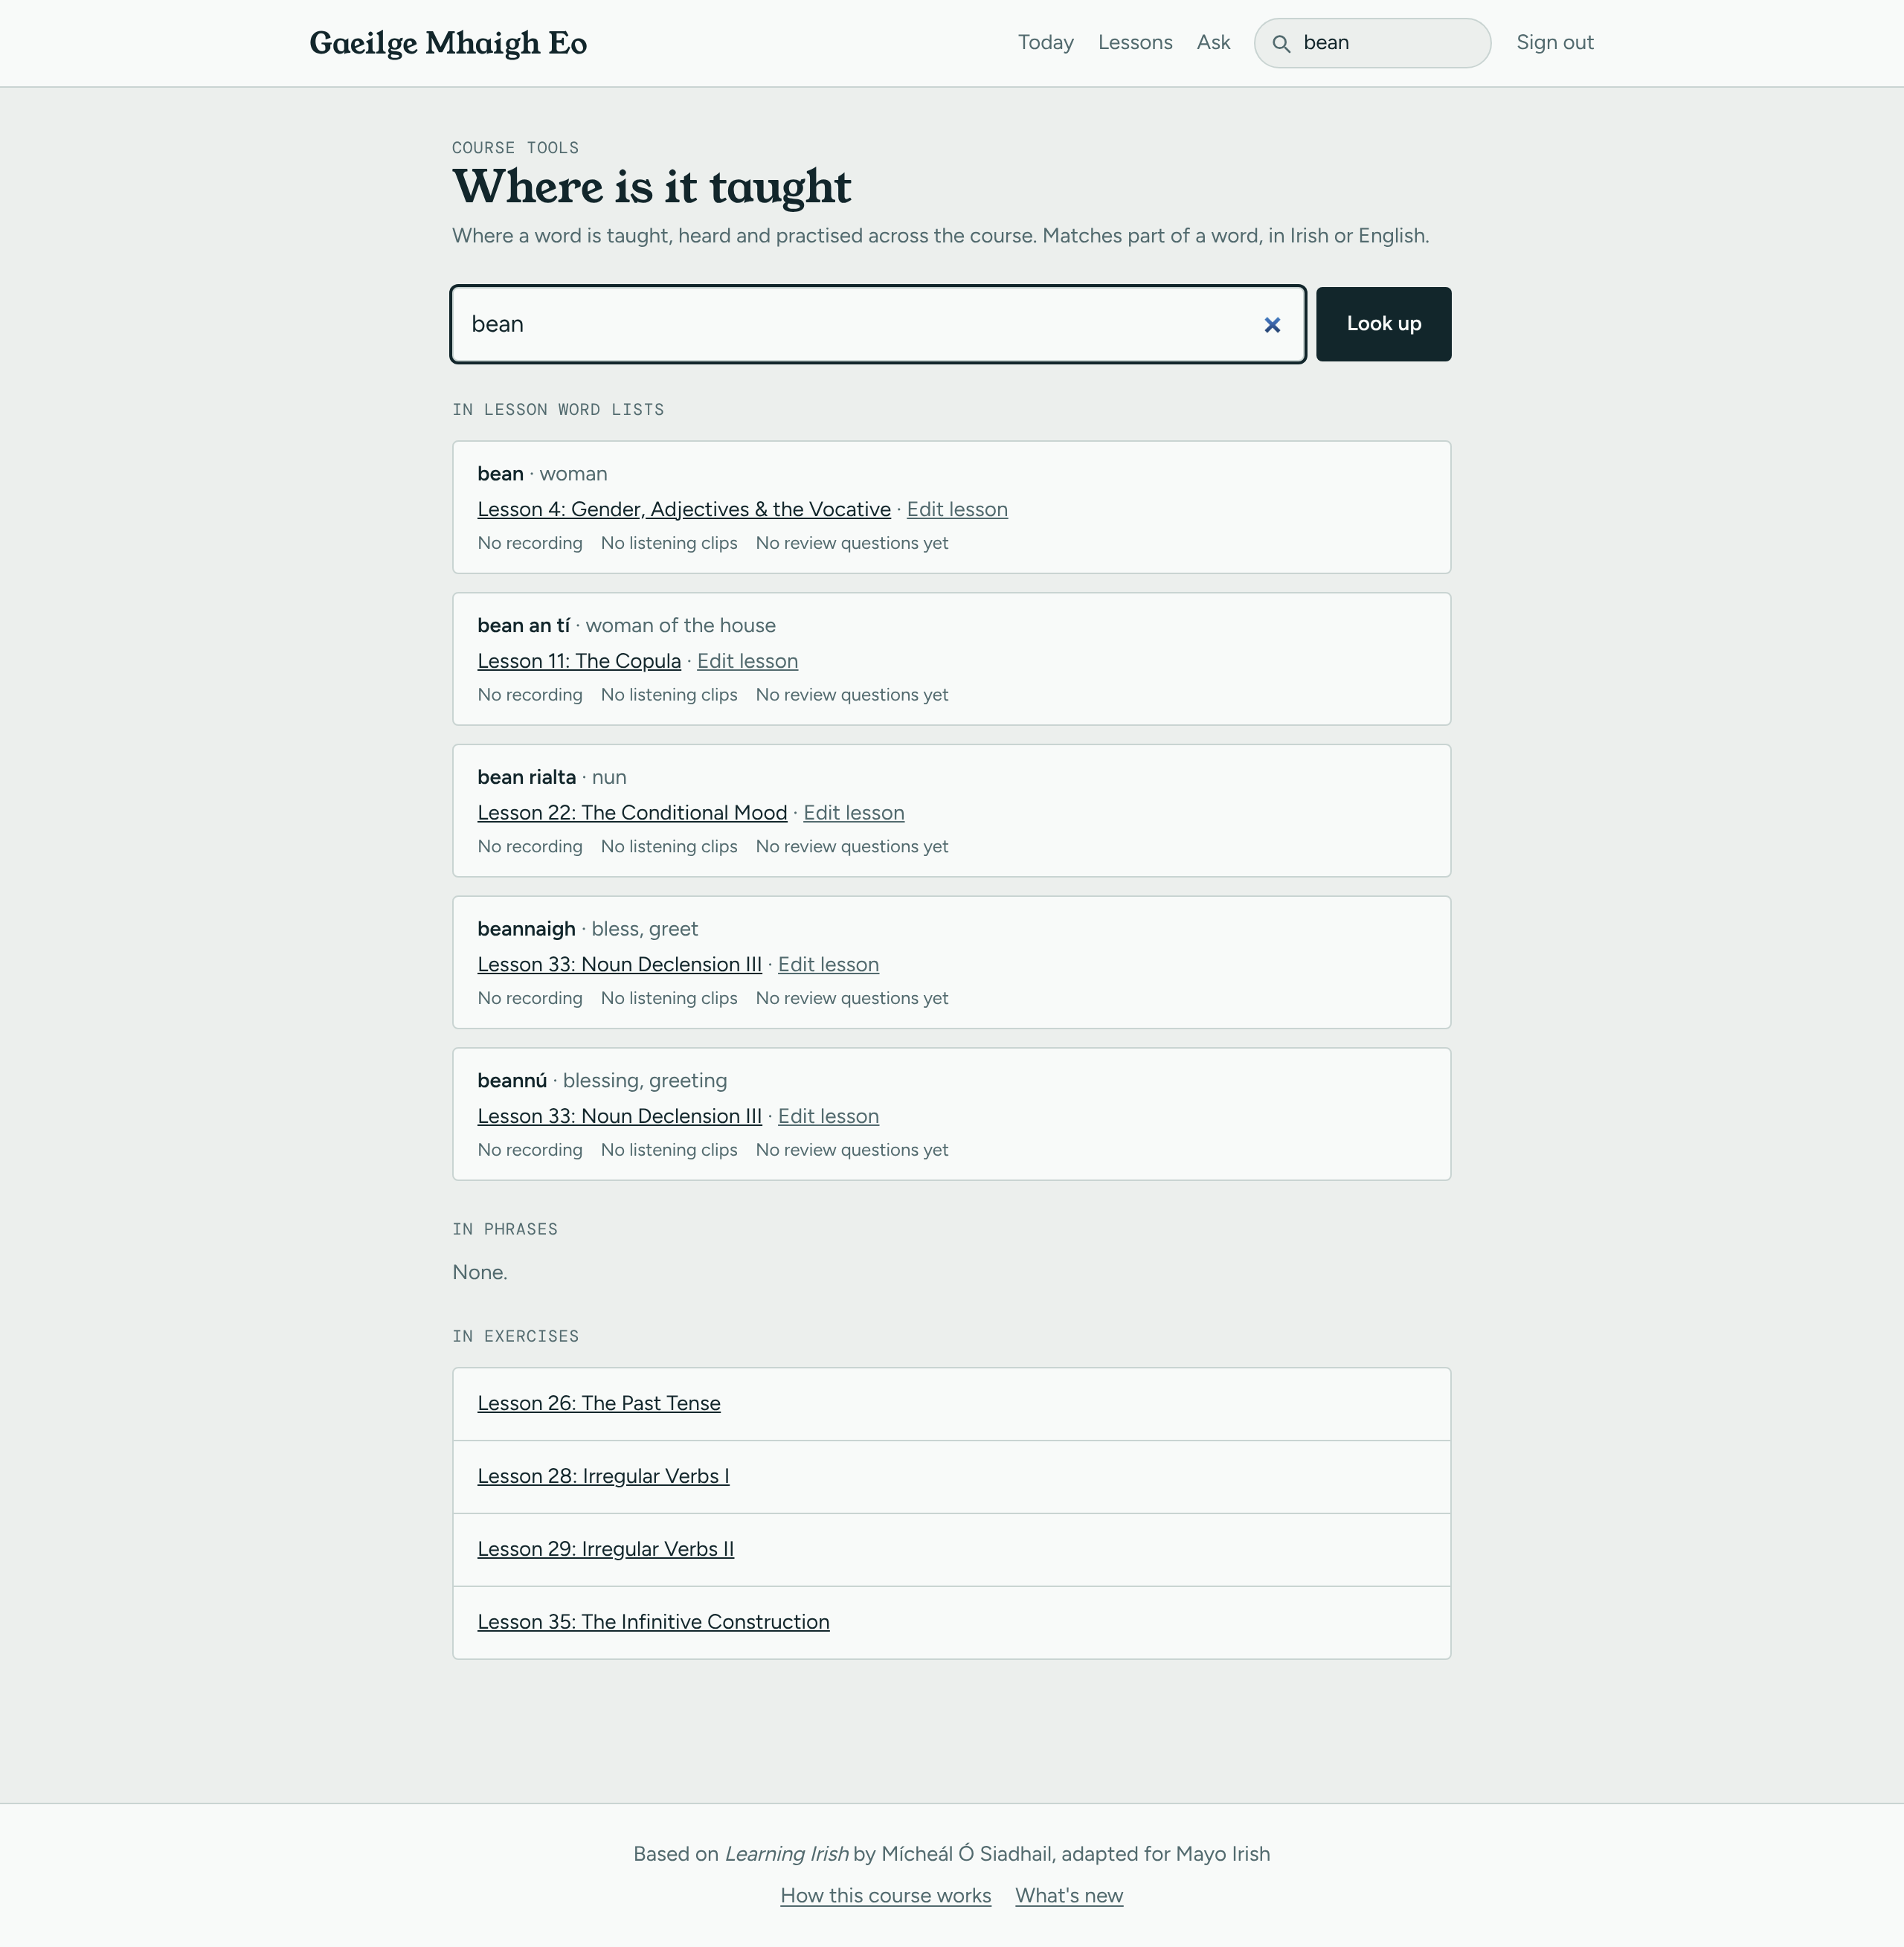 Gaeilge Mhaigh Eo
Today Lessons Ask bean Sign out
COURSE TOOLS
Where is it taught
Where a word is taught, heard and practised across the course. Matches part of a word, in Irish or English.
bean
Look up
IN LESSON WORD LISTS
bean · woman
Lesson 4: Gender, Adjectives & the Vocative · Edit lesson
No recording No listening clips No review questions yet
bean an tí · woman of the house
Lesson 11: The Copula · Edit lesson
No recording No listening clips No review questions yet
bean rialta · nun
Lesson 22: The Conditional Mood · Edit lesson
No recording No listening clips No review questions yet
beannaigh · bless, greet
Lesson 33: Noun Declension III · Edit lesson
No recording No listening clips No review questions yet
beannú · blessing, greeting
Lesson 33: Noun Declension III · Edit lesson
No recording No listening clips No review questions yet
IN PHRASES
None.
IN EXERCISES
Lesson 26: The Past Tense
Lesson 28: Irregular Verbs I
Lesson 29: Irregular Verbs II
Lesson 35: The Infinitive Construction
Based on Learning Irish by Mícheál Ó Siadhail, adapted for Mayo Irish
How this course works What's new